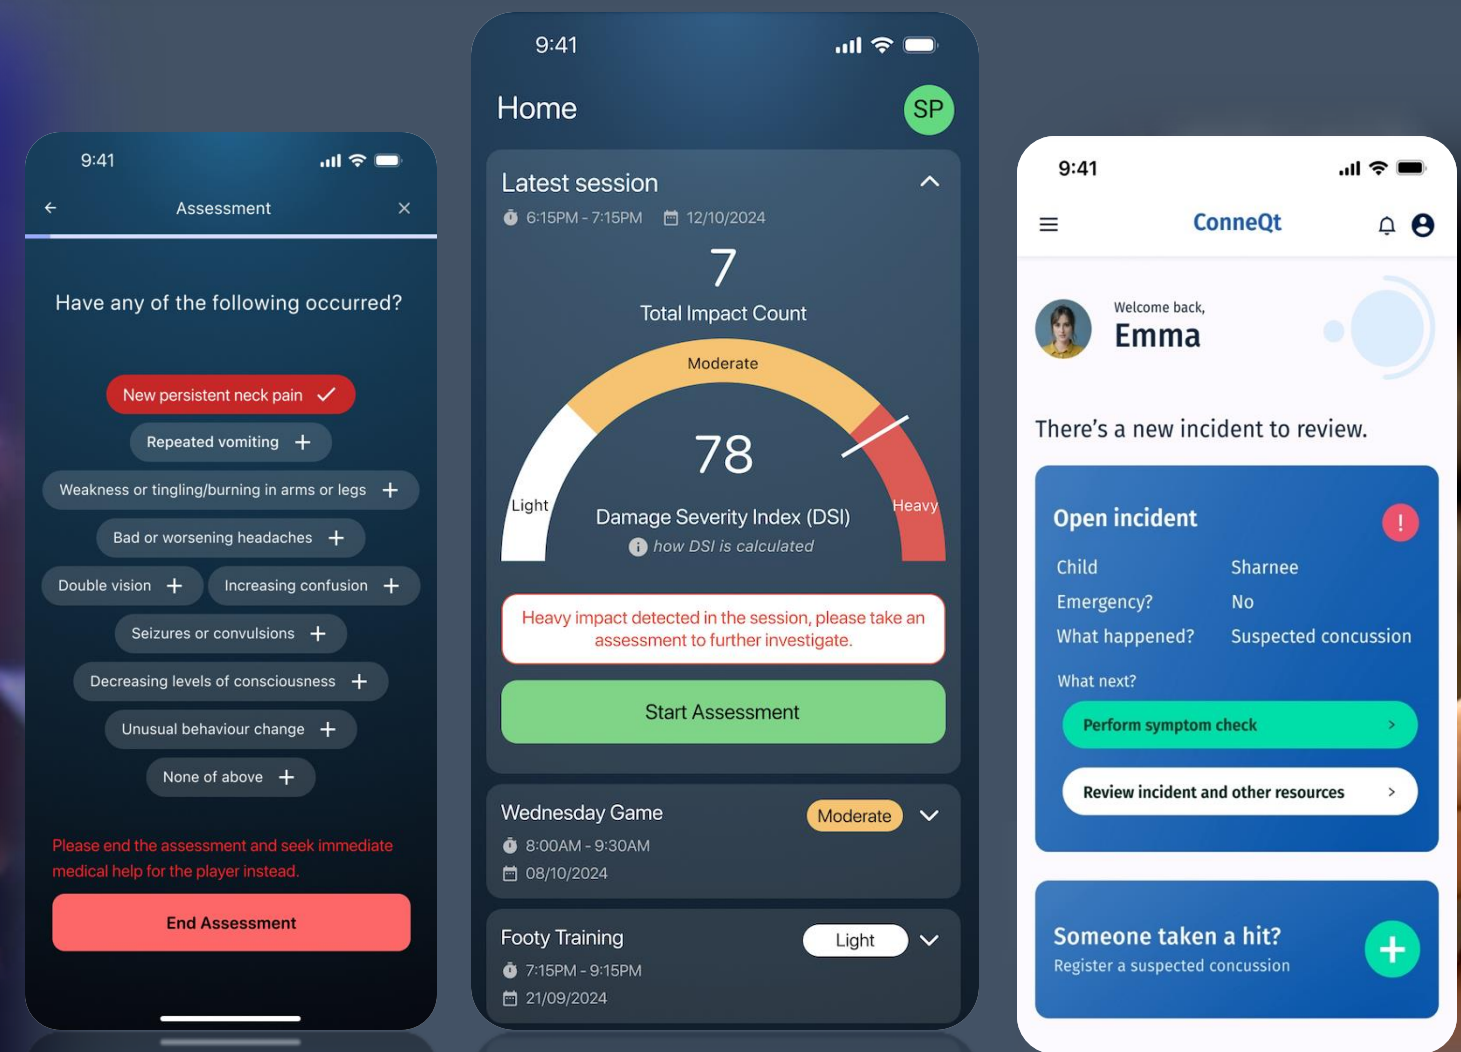 9:41
Assessment
Have any of the following occurred?
New persistent neck pain
Repeated vomiting
Weakness or tingling/burning in arms or legs
Bad or worsening headaches
Double vision
Increasing confusion
Seizures or convulsions
Decreasing levels of consciousness
Unusual behaviour change
None of above
Please end the assessment and seek immediate
medical help for the player instead.
End Assessment
9:41
Home
SP
Latest session
6:15PM - 7:15PM 12/10/2024
7
Total Impact Count
Moderate
78
Light
Heavy
Damage Severity Index (DSI)
how DSI is calculated
Heavy impact detected in the session, please take an
assessment to further investigate.
Start Assessment
Wednesday Game
Moderate
8:00AM - 9:30AM
08/10/2024
Footy Training
Light
7:15PM - 9:15PM
21/09/2024
9:41
ConneQt
Welcome back,
Emma
There's a new incident to review.
Open incident
!
Child Sharnee
Emergency? No
What happened? Suspected concussion
What next?
Perform symptom check
Review incident and other resources
Someone taken a hit?
Register a suspected concussion